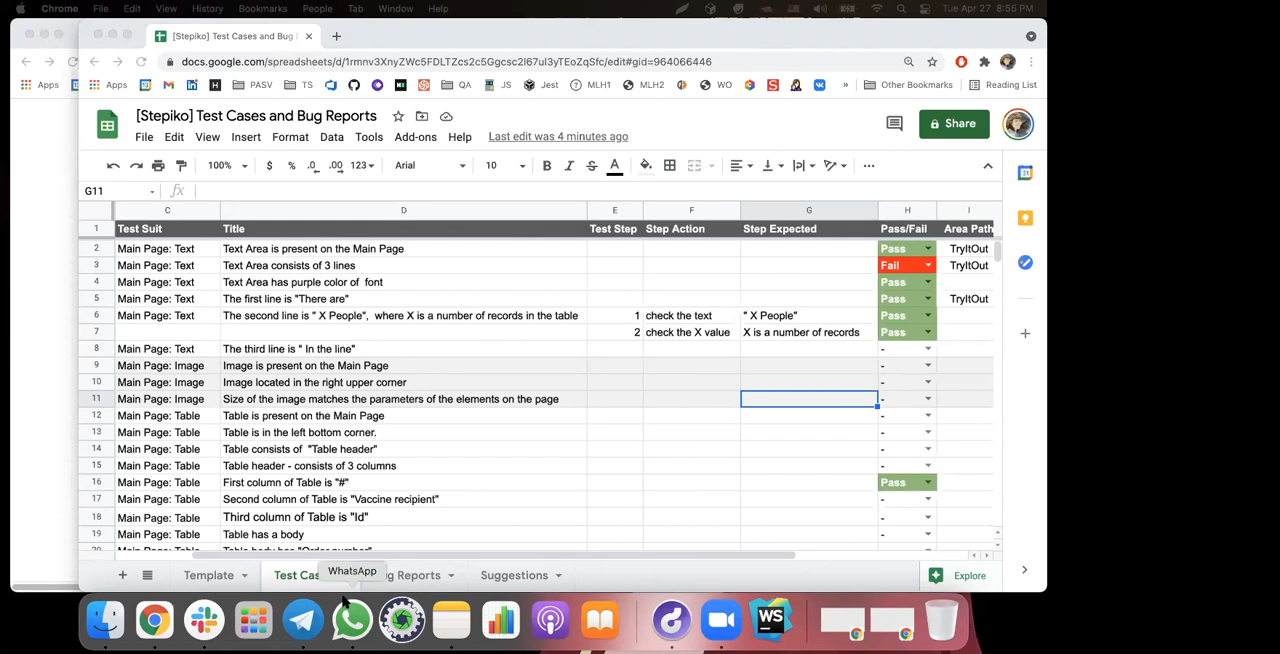 Chrome File Edit View History Bookmarks People Tab Window Help Tue Apr 27 8:55 PM
[Stepiko] Test Cases and Bug
docs.google.com/spreadsheets/d/1rmnv3XnyZWc5FDLTZcs2c5Ggcsc2l67ul3yTEoZqSfc/edit#gid=964066446
Apps Apps PASV TS QA JS Jest MLH1 MLH2 WO » Other Bookmarks Reading List
[Stepiko] Test Cases and Bug Reports
Share
File Edit View Insert Format Data Tools Add-ons Help Last edit was 4 minutes ago
100% $ % .0 .00 123 Arial 10 B I S A
G11 fx
C D E F G H I
1 Test Suit Title Test Step Step Action Step Expected Pass/Fail Area Path
2 Main Page: Text Text Area is present on the Main Page Pass TryItOut
3 Main Page: Text Text Area consists of 3 lines Fail TryItOut
4 Main Page: Text Text Area has purple color of font Pass
5 Main Page: Text The first line is "There are" Pass TryItOut
6 Main Page: Text The second line is " X People", where X is a number of records in the table 1 check the text " X People" Pass
7 2 check the X value X is a number of records Pass
8 Main Page: Text The third line is " In the line" -
9 Main Page: Image Image is present on the Main Page -
10 Main Page: Image Image located in the right upper corner -
11 Main Page: Image Size of the image matches the parameters of the elements on the page -
12 Main Page: Table Table is present on the Main Page -
13 Main Page: Table Table is in the left bottom corner. -
14 Main Page: Table Table consists of "Table header" -
15 Main Page: Table Table header - consists of 3 columns -
16 Main Page: Table First column of Table is "#" Pass
17 Main Page: Table Second column of Table is "Vaccine recipient" -
18 Main Page: Table Third column of Table is "Id" -
19 Main Page: Table Table has a body -
20 Main Page: Table Table body has "Order number" -
WhatsApp
Template Test Cas g Reports Suggestions Explore
WS